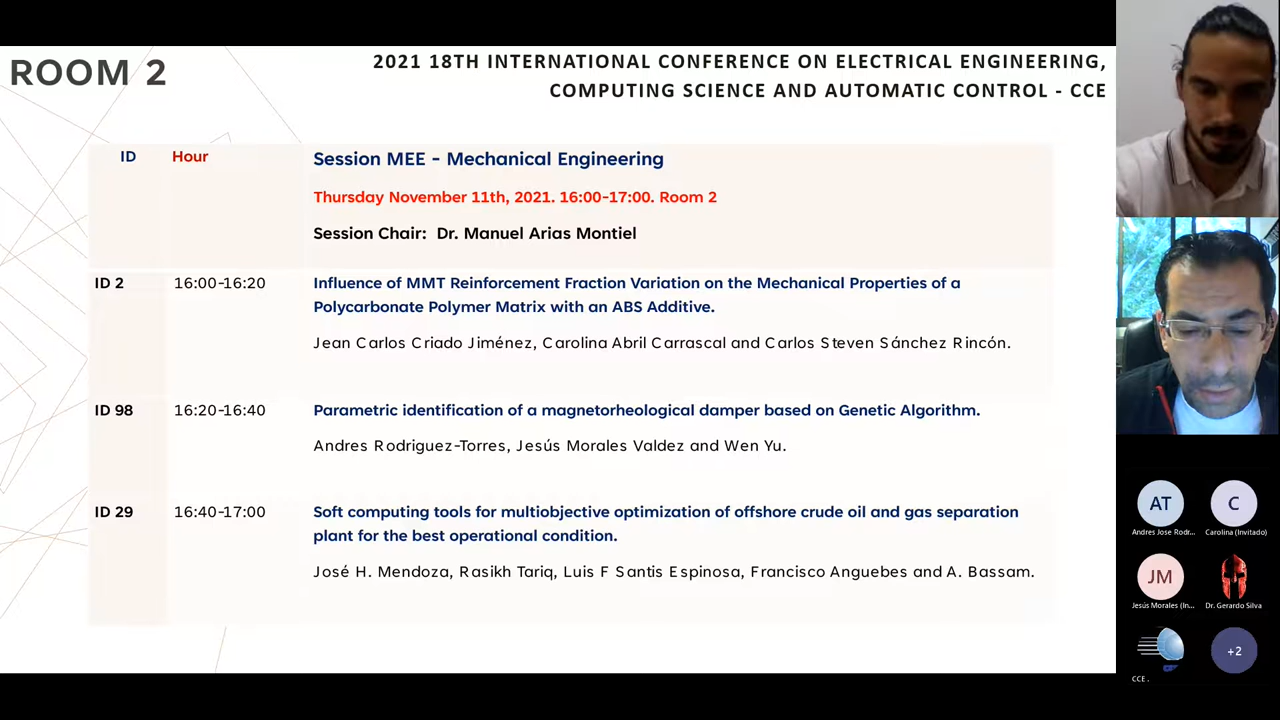 ROOM 2
2021 18TH INTERNATIONAL CONFERENCE ON ELECTRICAL ENGINEERING,
COMPUTING SCIENCE AND AUTOMATIC CONTROL - CCE
ID Hour Session MEE - Mechanical Engineering
Thursday November 11th, 2021. 16:00-17:00. Room 2
Session Chair: Dr. Manuel Arias Montiel
ID 2 16:00-16:20 Influence of MMT Reinforcement Fraction Variation on the Mechanical Properties of a
Polycarbonate Polymer Matrix with an ABS Additive.
Jean Carlos Criado Jiménez, Carolina Abril Carrascal and Carlos Steven Sánchez Rincón.
ID 98 16:20-16:40 Parametric identification of a magnetorheological damper based on Genetic Algorithm.
Andres Rodriguez-Torres, Jesús Morales Valdez and Wen Yu.
ID 29 16:40-17:00 Soft computing tools for multiobjective optimization of offshore crude oil and gas separation
plant for the best operational condition.
José H. Mendoza, Rasikh Tariq, Luis F Santis Espinosa, Francisco Anguebes and A. Bassam.
AT C
Andres Jose Rodr... Carolina (Invitado)
JM
Jesús Morales (In... Dr. Gerardo Silva
+2
CCE .